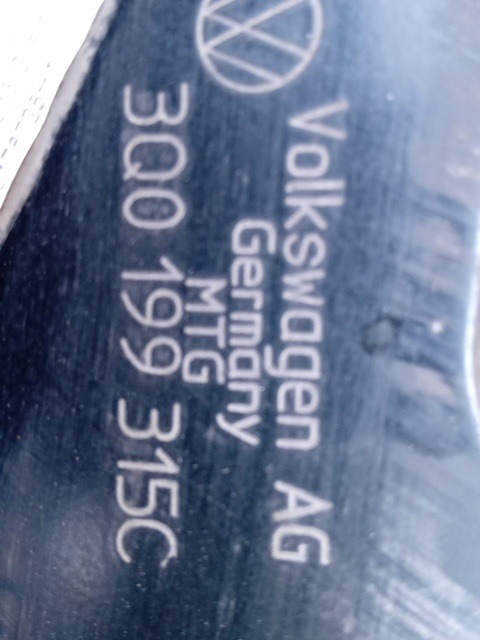 Volkswagen AG
Germany
MTG
3Q0 199 315C